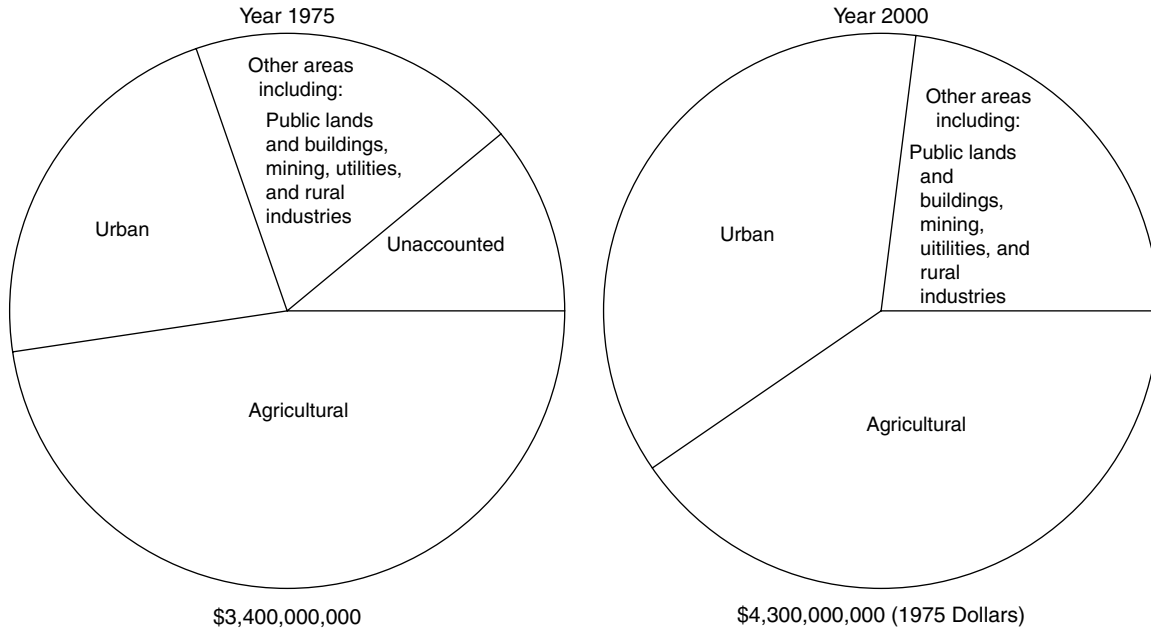 Year 1975
Other areas
including:
Public lands
and buildings,
mining, utilities,
and rural
industries
Urban
Unaccounted
Agricultural
$3,400,000,000
Year 2000
Other areas
including:
Public lands
and
buildings,
mining,
uitilities, and
rural
industries
Urban
Agricultural
$4,300,000,000 (1975 Dollars)